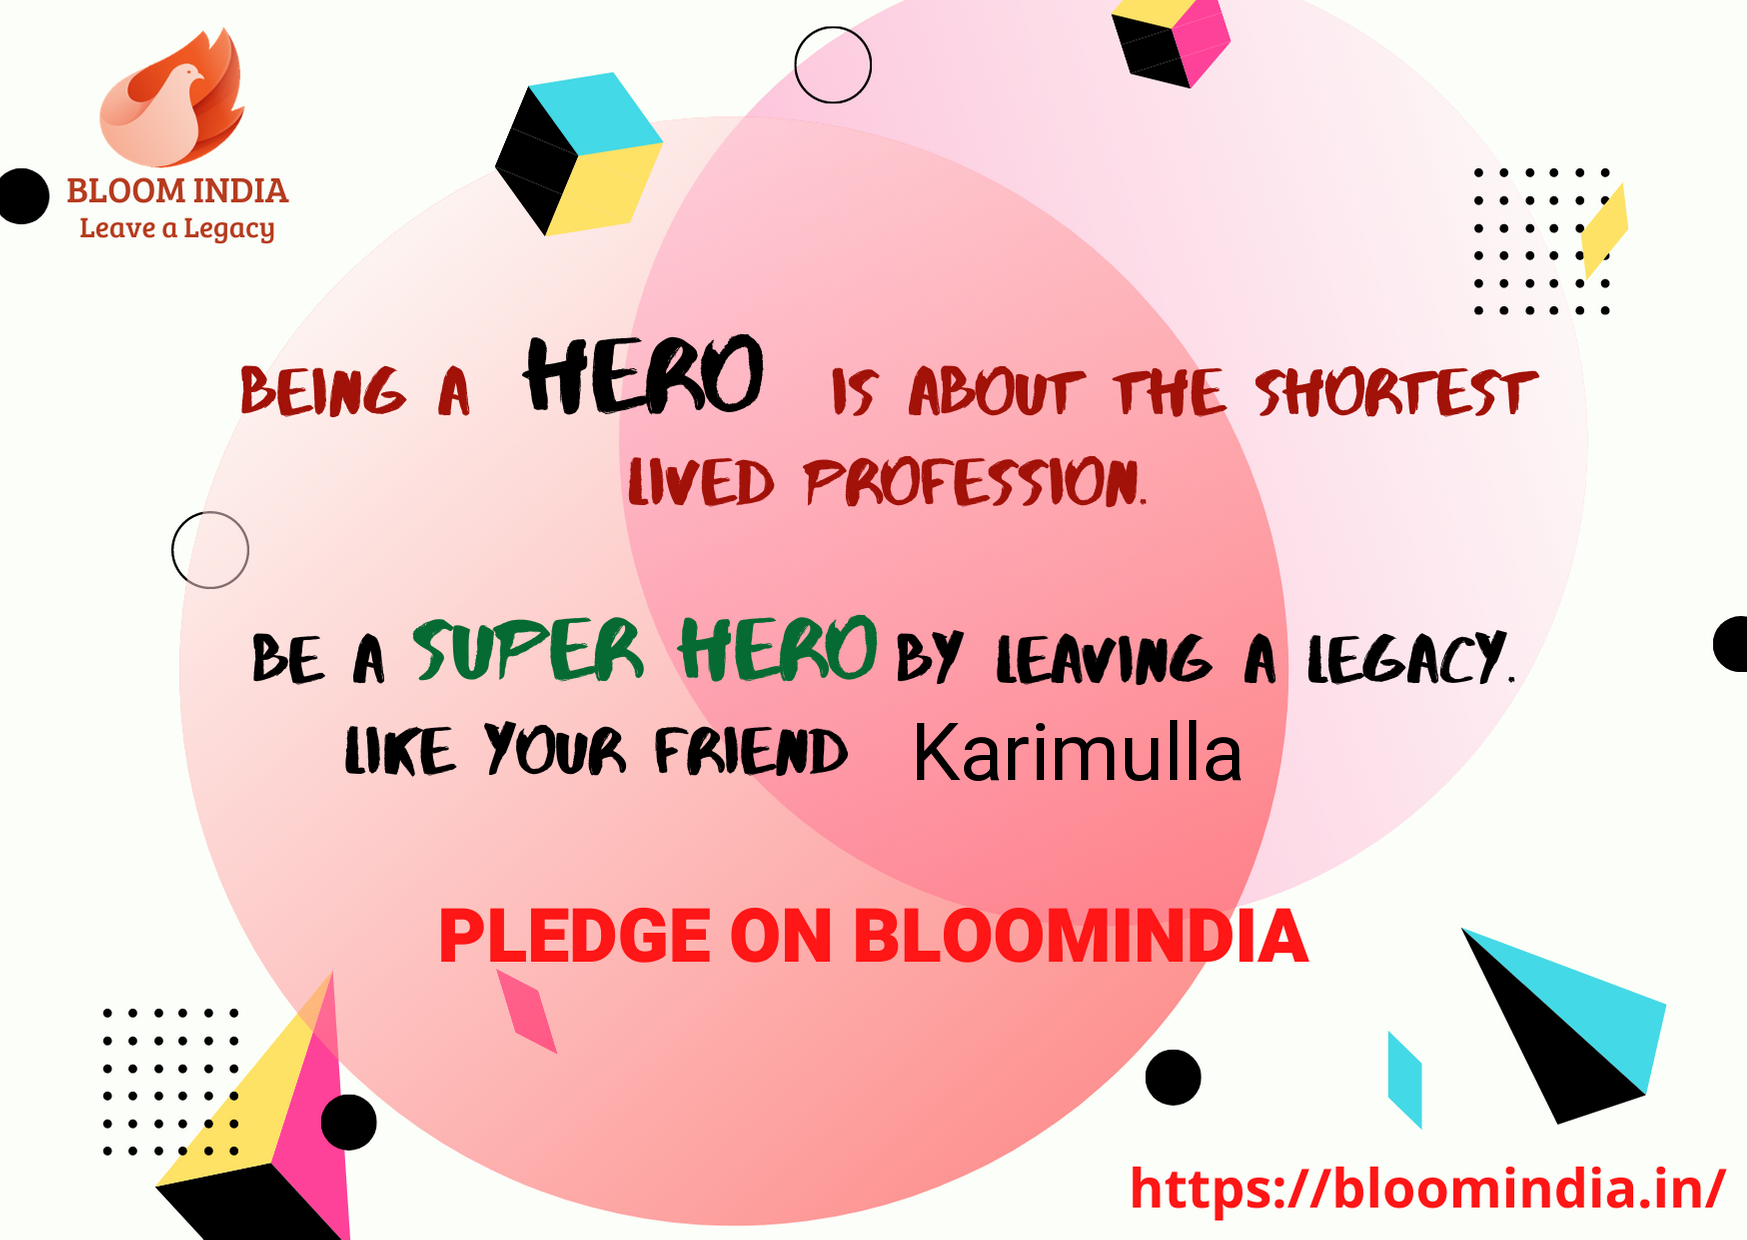 BLOOM INDIA
Leave a Legacy
BEING A HERO IS ABOUT THE SHORTEST
LIVED PROFESSION.
BE A SUPER HERO BY LEAVING A LEGACY.
LIKE YOUR FRIEND Karimulla
PLEDGE ON BLOOMINDIA
https://bloomindia.in/